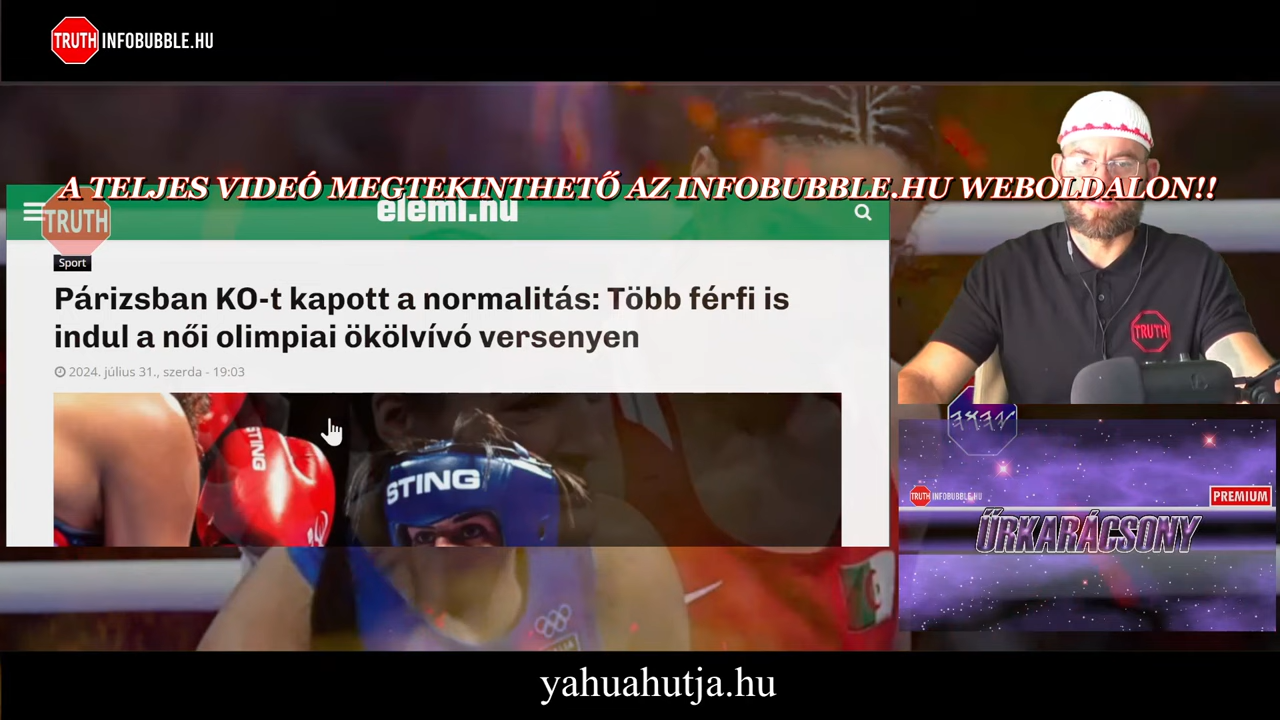 TRUTH INFOBUBBLE.HU
A TELJES VIDEÓ MEGTEKINTHETŐ AZ INFOBUBBLE.HU WEBOLDALON!!
TRUTH
elemi.hu
Sport
Párizsban KO-t kapott a normalitás: Több férfi is
indul a női olimpiai ökölvívó versenyen
2024. július 31., szerda - 19:03
STING
STING
TRUTH
𐤉𐤄𐤅𐤄
TRUTH INFOBUBBLE.HU
PREMIUM
ŰRKARÁCSONY
yahuahutja.hu